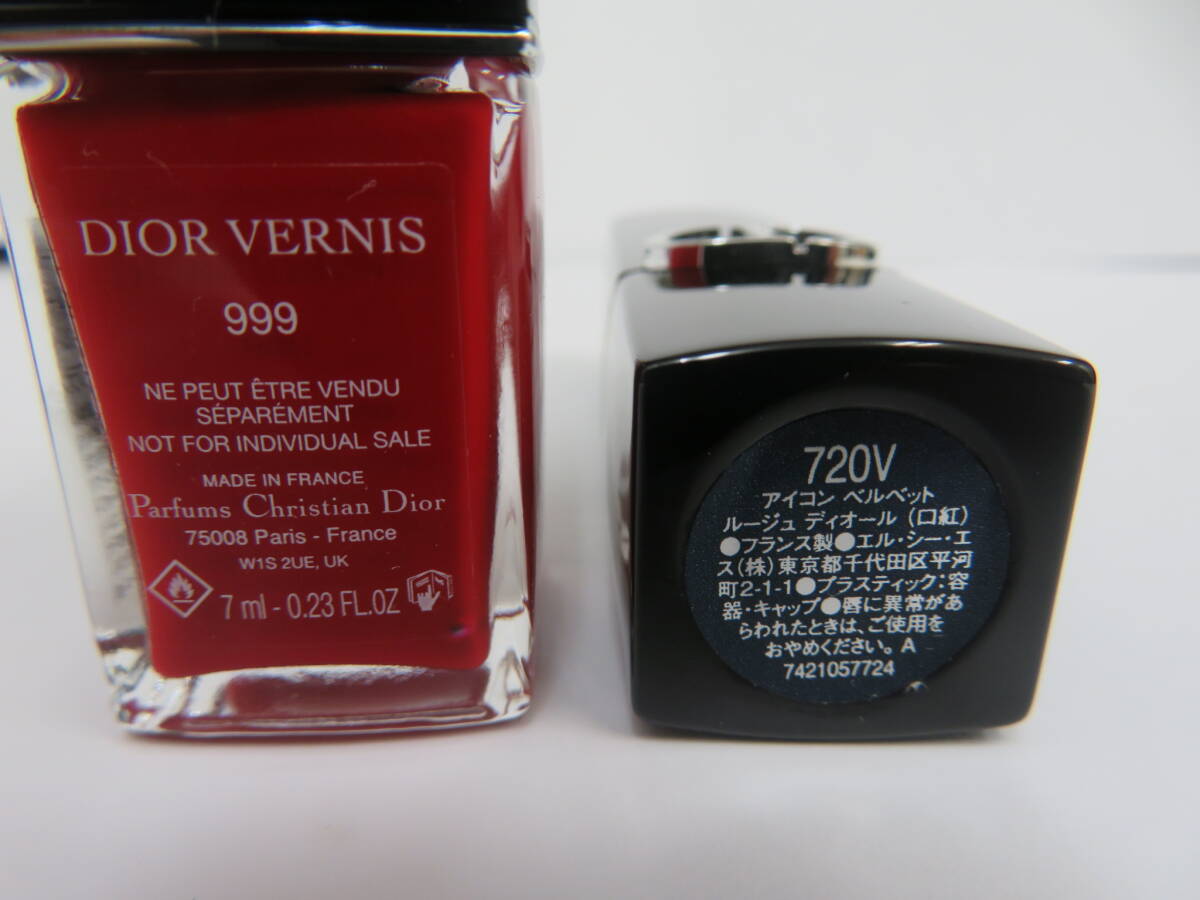 DIOR VERNIS
999
NE PEUT ÊTRE VENDU
SÉPARÉMENT
NOT FOR INDIVIDUAL SALE
MADE IN FRANCE
Parfums Christian Dior
75008 Paris - France
W1S 2UE, UK
7 ml - 0.23 FL.OZ
720V
アイコン ベルベット
ルージュ ディオール (口紅)
●フランス製●エル・シー・エ
ス(株)東京都千代田区平河
町2-1-1●プラスティック:容
器・キャップ●唇に異常があ
らわれたときは、ご使用を
おやめください。A
7421057724